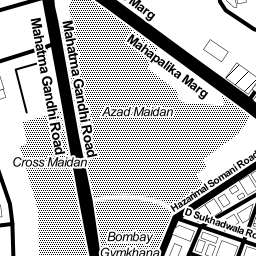 Marg
Mahapalika Marg
Mahatma Gandhi Road
Mahatma Gandhi Road
Azad Maidan
Cross Maidan
Hazarimal Somani Road
D Sukhadwala Ro
Bombay
Gymkhana